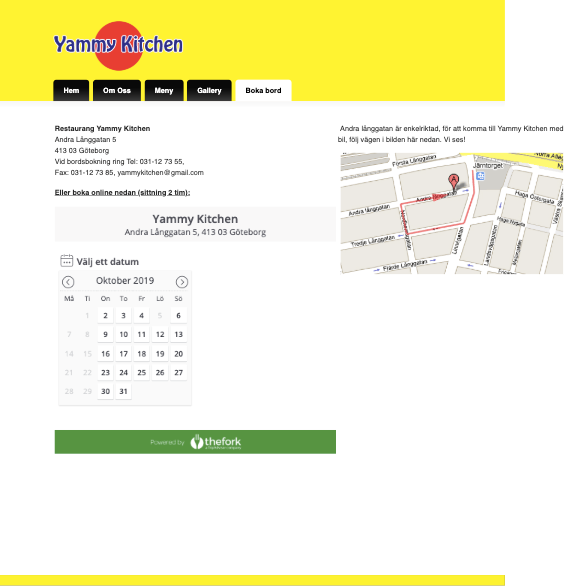 Yammy Kitchen
Hem
Om Oss
Meny
Gallery
Boka bord
Restaurang Yammy Kitchen
Andra Långgatan 5
413 03 Göteborg
Vid bordsbokning ring Tel: 031-12 73 55,
Fax: 031-12 73 85, yammykitchen@gmail.com
Eller boka online nedan (sittning 2 tim):
Andra långgatan är enkelriktad, för att komma till Yammy Kitchen med
bil, följ vägen i bilden här nedan. Vi ses!
Första Långgatan
Järntorget
A
Andra långgatan
Andra långgatan
Tredje Långgatan
Fjärde Långgatan
Haga Östergata
Haga Nygata
Landsvägsgatan
Yammy Kitchen
Andra Långgatan 5, 413 03 Göteborg
Välj ett datum
Oktober 2019
Må Ti On To Fr Lö Sö
1 2 3 4 5 6
7 8 9 10 11 12 13
14 15 16 17 18 19 20
21 22 23 24 25 26 27
28 29 30 31
Powered by thefork